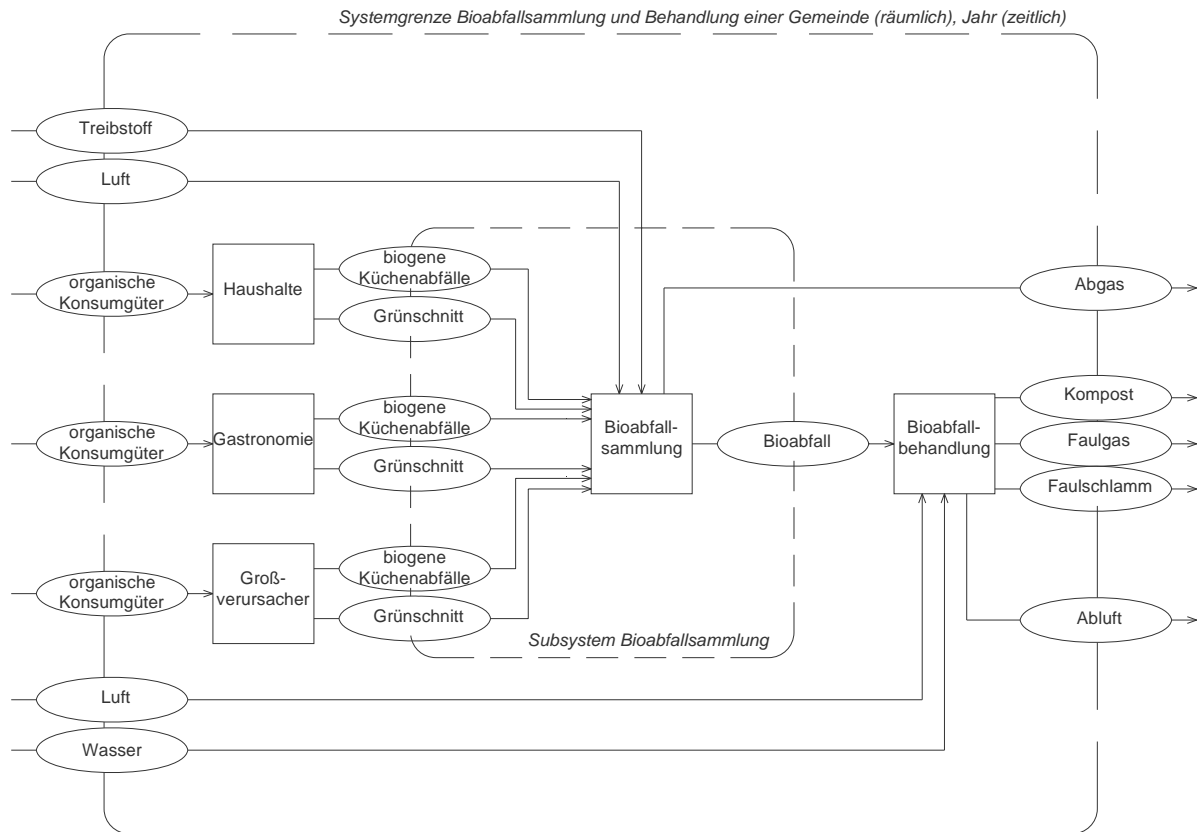 Systemgrenze Bioabfallsammlung und Behandlung einer Gemeinde (räumlich), Jahr (zeitlich)
Treibstoff
Luft
organische
Konsumgüter
Haushalte
biogene
Küchenabfälle
Grünschnitt
Abgas
organische
Konsumgüter
Gastronomie
biogene
Küchenabfälle
Grünschnitt
Bioabfall-
sammlung
Bioabfall
Bioabfall-
behandlung
Kompost
Faulgas
Faulschlamm
organische
Konsumgüter
Groß-
verursacher
biogene
Küchenabfälle
Grünschnitt
Abluft
Subsystem Bioabfallsammlung
Luft
Wasser